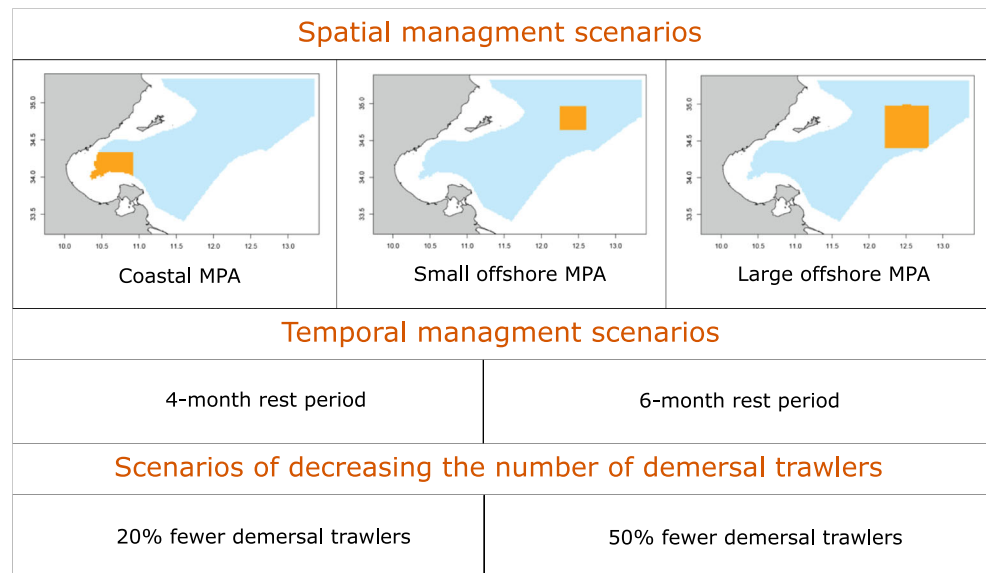 Spatial managment scenarios
35.0
34.5
34.0
33.5
10.0 10.5 11.0 11.5 12.0 12.5 13.0
35.0
34.5
34.0
33.5
10.0 10.5 11.0 11.5 12.0 12.5 13.0
35.0
34.5
34.0
33.5
10.0 10.5 11.0 11.5 12.0 12.5 13.0
Coastal MPA
Small offshore MPA
Large offshore MPA
Temporal managment scenarios
4-month rest period
6-month rest period
Scenarios of decreasing the number of demersal trawlers
20% fewer demersal trawlers
50% fewer demersal trawlers